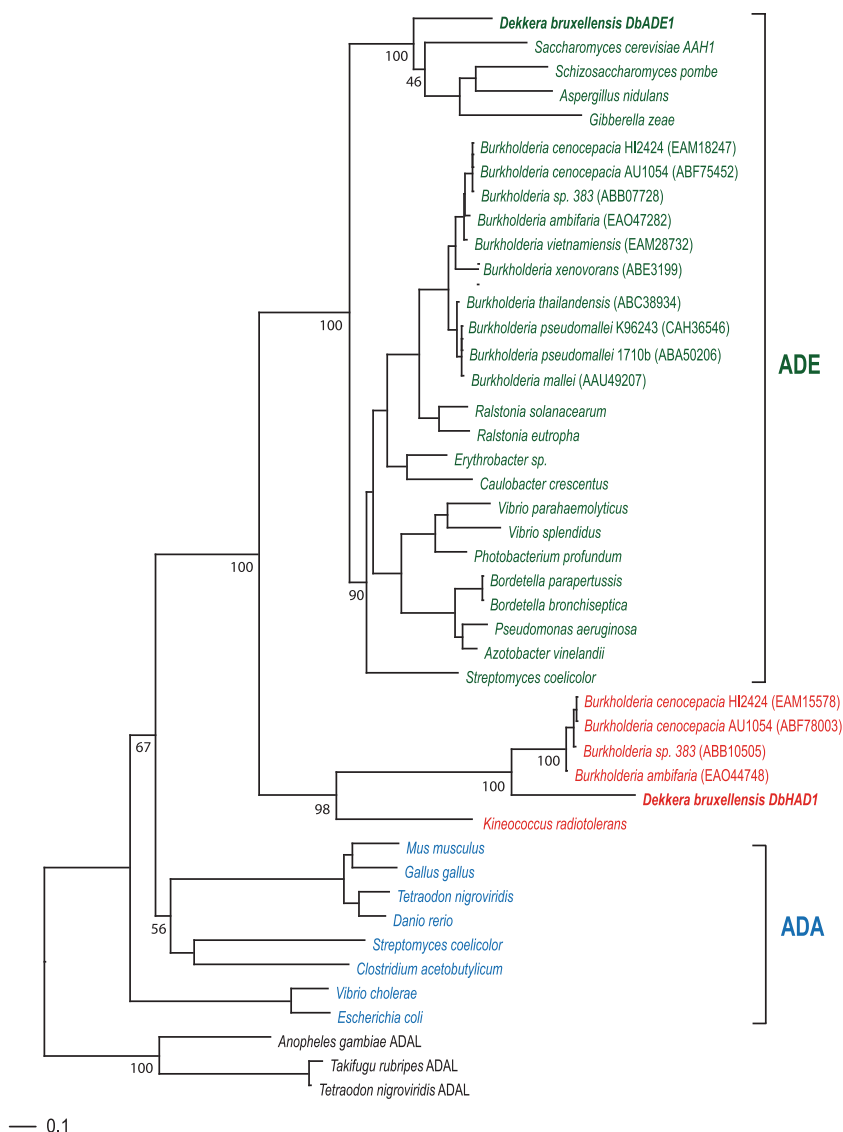 Dekkera bruxellensis DbADE1
100
Saccharomyces cerevisiae AAH1
46
Schizosaccharomyces pombe
Aspergillus nidulans
Gibberella zeae
Burkholderia cenocepacia HI2424 (EAM18247)
Burkholderia cenocepacia AU1054 (ABF75452)
Burkholderia sp. 383 (ABB07728)
Burkholderia ambifaria (EAO47282)
Burkholderia vietnamiensis (EAM28732)
Burkholderia xenovorans (ABE3199)
Burkholderia thailandensis (ABC38934)
100
Burkholderia pseudomallei K96243 (CAH36546)
Burkholderia pseudomallei 1710b (ABA50206)
ADE
Burkholderia mallei (AAU49207)
Ralstonia solanacearum
Ralstonia eutropha
Erythrobacter sp.
Caulobacter crescentus
Vibrio parahaemolyticus
Vibrio splendidus
Photobacterium profundum
100
Bordetella parapertussis
90
Bordetella bronchiseptica
Pseudomonas aeruginosa
Azotobacter vinelandii
Streptomyces coelicolor
Burkholderia cenocepacia HI2424 (EAM15578)
Burkholderia cenocepacia AU1054 (ABF78003)
67
Burkholderia sp. 383 (ABB10505)
100
Burkholderia ambifaria (EAO44748)
100
Dekkera bruxellensis DbHAD1
98
Kineococcus radiotolerans
Mus musculus
Gallus gallus
Tetraodon nigroviridis
Danio rerio
56
ADA
Streptomyces coelicolor
Clostridium acetobutylicum
Vibrio cholerae
Escherichia coli
Anopheles gambiae ADAL
100
Takifugu rubripes ADAL
Tetraodon nigroviridis ADAL
0.1